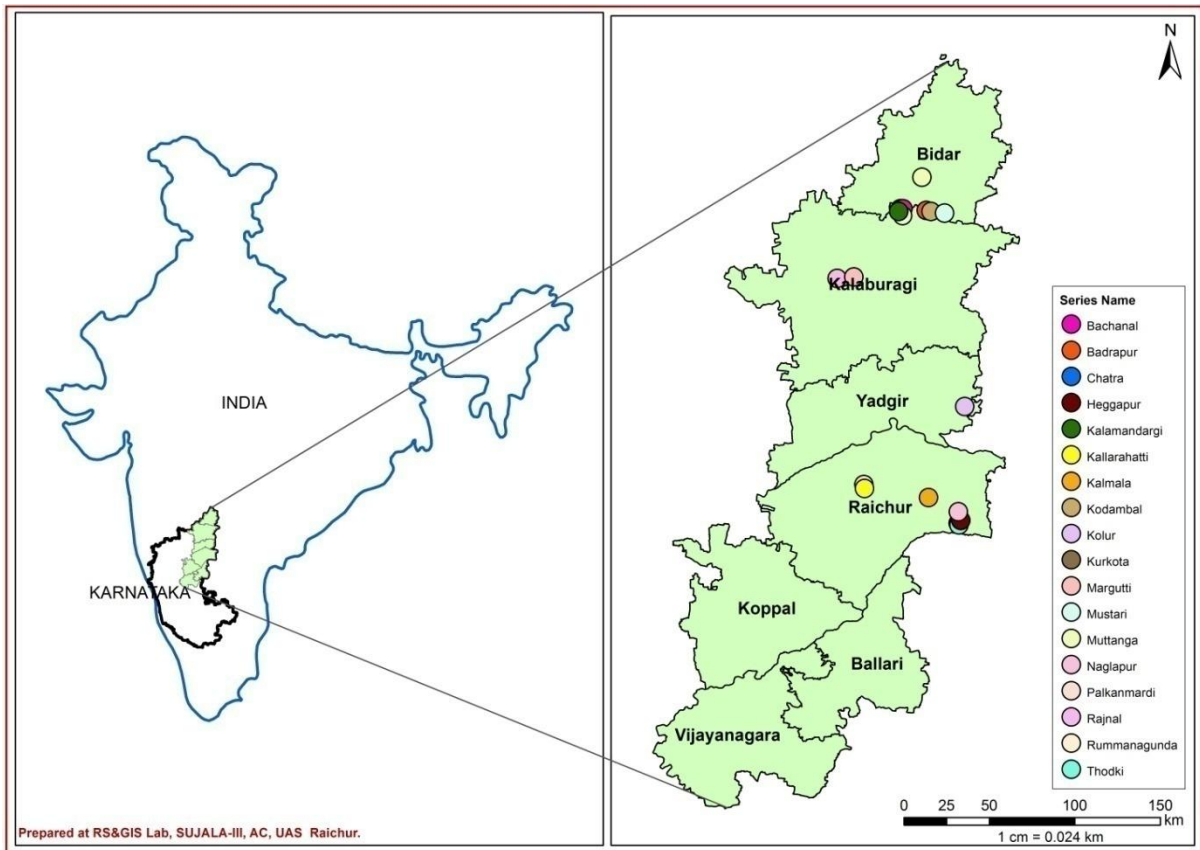 INDIA
KARNATAKA
Prepared at RS&GIS Lab, SUJALA-III, AC, UAS Raichur.
N
Bidar
Kalaburagi
Yadgir
Raichur
Koppal
Ballari
Vijayanagara
Series Name
Bachanal
Badrapur
Chatra
Heggapur
Kalamandargi
Kallarahatti
Kalmala
Kodambal
Kolur
Kurkota
Margutti
Mustari
Muttanga
Naglapur
Palkanmardi
Rajnal
Rummanagunda
Thodki
0 25 50 100 150
km
1 cm = 0.024 km